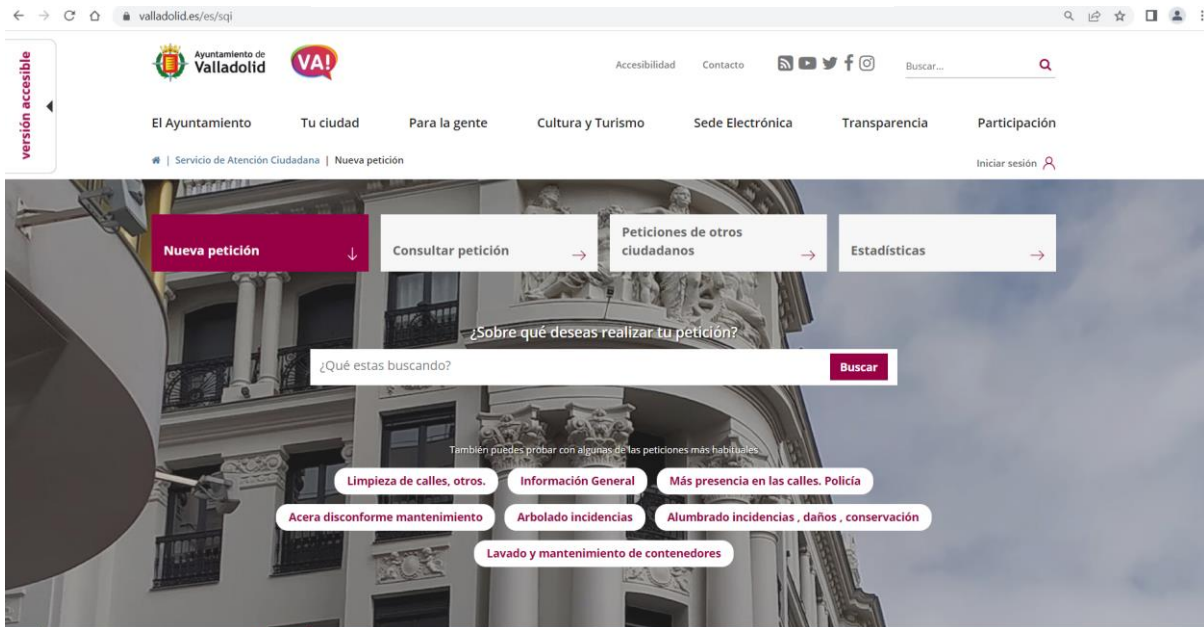 valladolid.es/es/sqi
versión accesible
Ayuntamiento de
Valladolid
VA!
Accesibilidad Contacto Buscar...
El Ayuntamiento Tu ciudad Para la gente Cultura y Turismo Sede Electrónica Transparencia Participación
| Servicio de Atención Ciudadana | Nueva petición Iniciar sesión
Nueva petición
Consultar petición
Peticiones de otros
ciudadanos
Estadísticas
¿Sobre qué deseas realizar tu petición?
¿Qué estas buscando? Buscar
También puedes probar con algunas de las peticiones más habituales
Limpieza de calles, otros. Información General Más presencia en las calles. Policía
Acera disconforme mantenimiento Arbolado incidencias Alumbrado incidencias , daños , conservación
Lavado y mantenimiento de contenedores